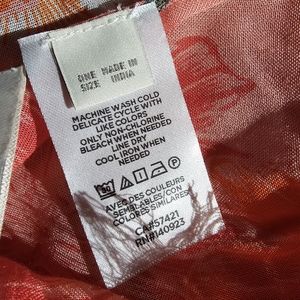 ONE SIZE
MADE IN INDIA
MACHINE WASH COLD
DELICATE CYCLE WITH
LIKE COLORS
ONLY NON-CHLORINE
BLEACH WHEN NEEDED
LINE DRY
COOL IRON WHEN
NEEDED
AVEC DES COULEURS
SEMBLABLES/CON
COLORES SIMILARES
CA#57421
RN#140923